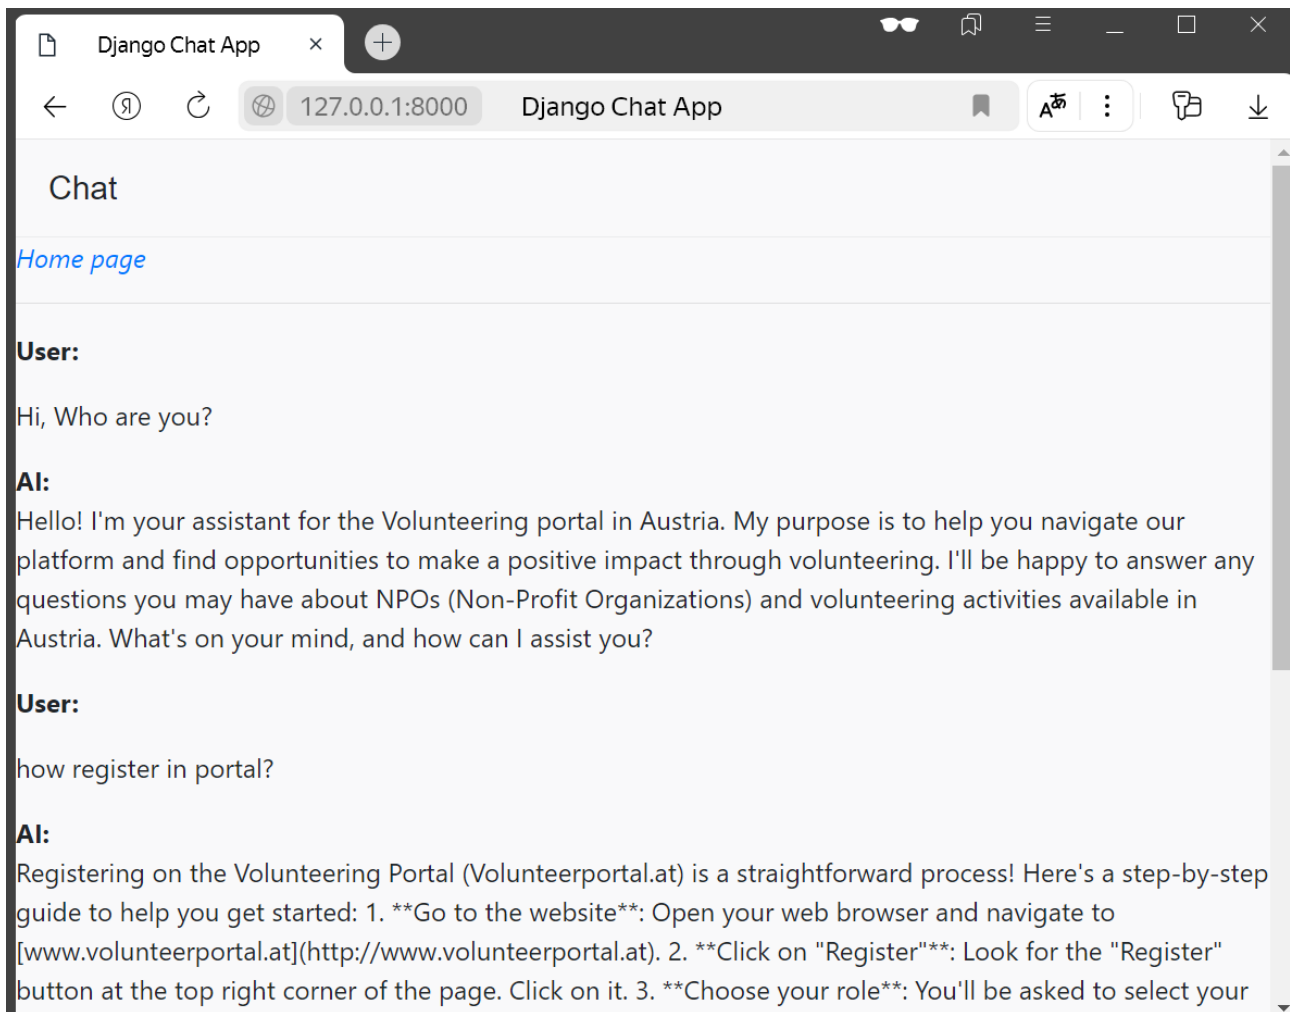 Django Chat App
127.0.0.1:8000 Django Chat App
Chat
Home page
User:
Hi, Who are you?
AI:
Hello! I'm your assistant for the Volunteering portal in Austria. My purpose is to help you navigate our
platform and find opportunities to make a positive impact through volunteering. I'll be happy to answer any
questions you may have about NPOs (Non-Profit Organizations) and volunteering activities available in
Austria. What's on your mind, and how can I assist you?
User:
how register in portal?
AI:
Registering on the Volunteering Portal (Volunteerportal.at) is a straightforward process! Here's a step-by-step
guide to help you get started: 1. **Go to the website**: Open your web browser and navigate to
[www.volunteerportal.at](http://www.volunteerportal.at). 2. **Click on "Register"**: Look for the "Register"
button at the top right corner of the page. Click on it. 3. **Choose your role**: You'll be asked to select your